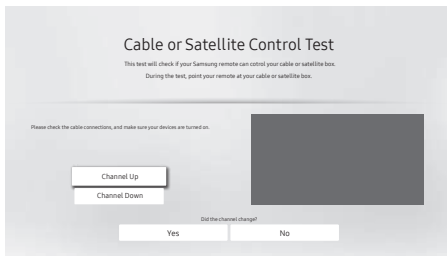 Cable or Satellite Control Test
This test will check if your Samsung remote can cotrol your cable or satellite box.
During the test, point your remote at your cable or satellite box.
Please check the cable connections, and make sure your devices are turned on.
Channel Up
Channel Down
Did the channel change?
Yes
No